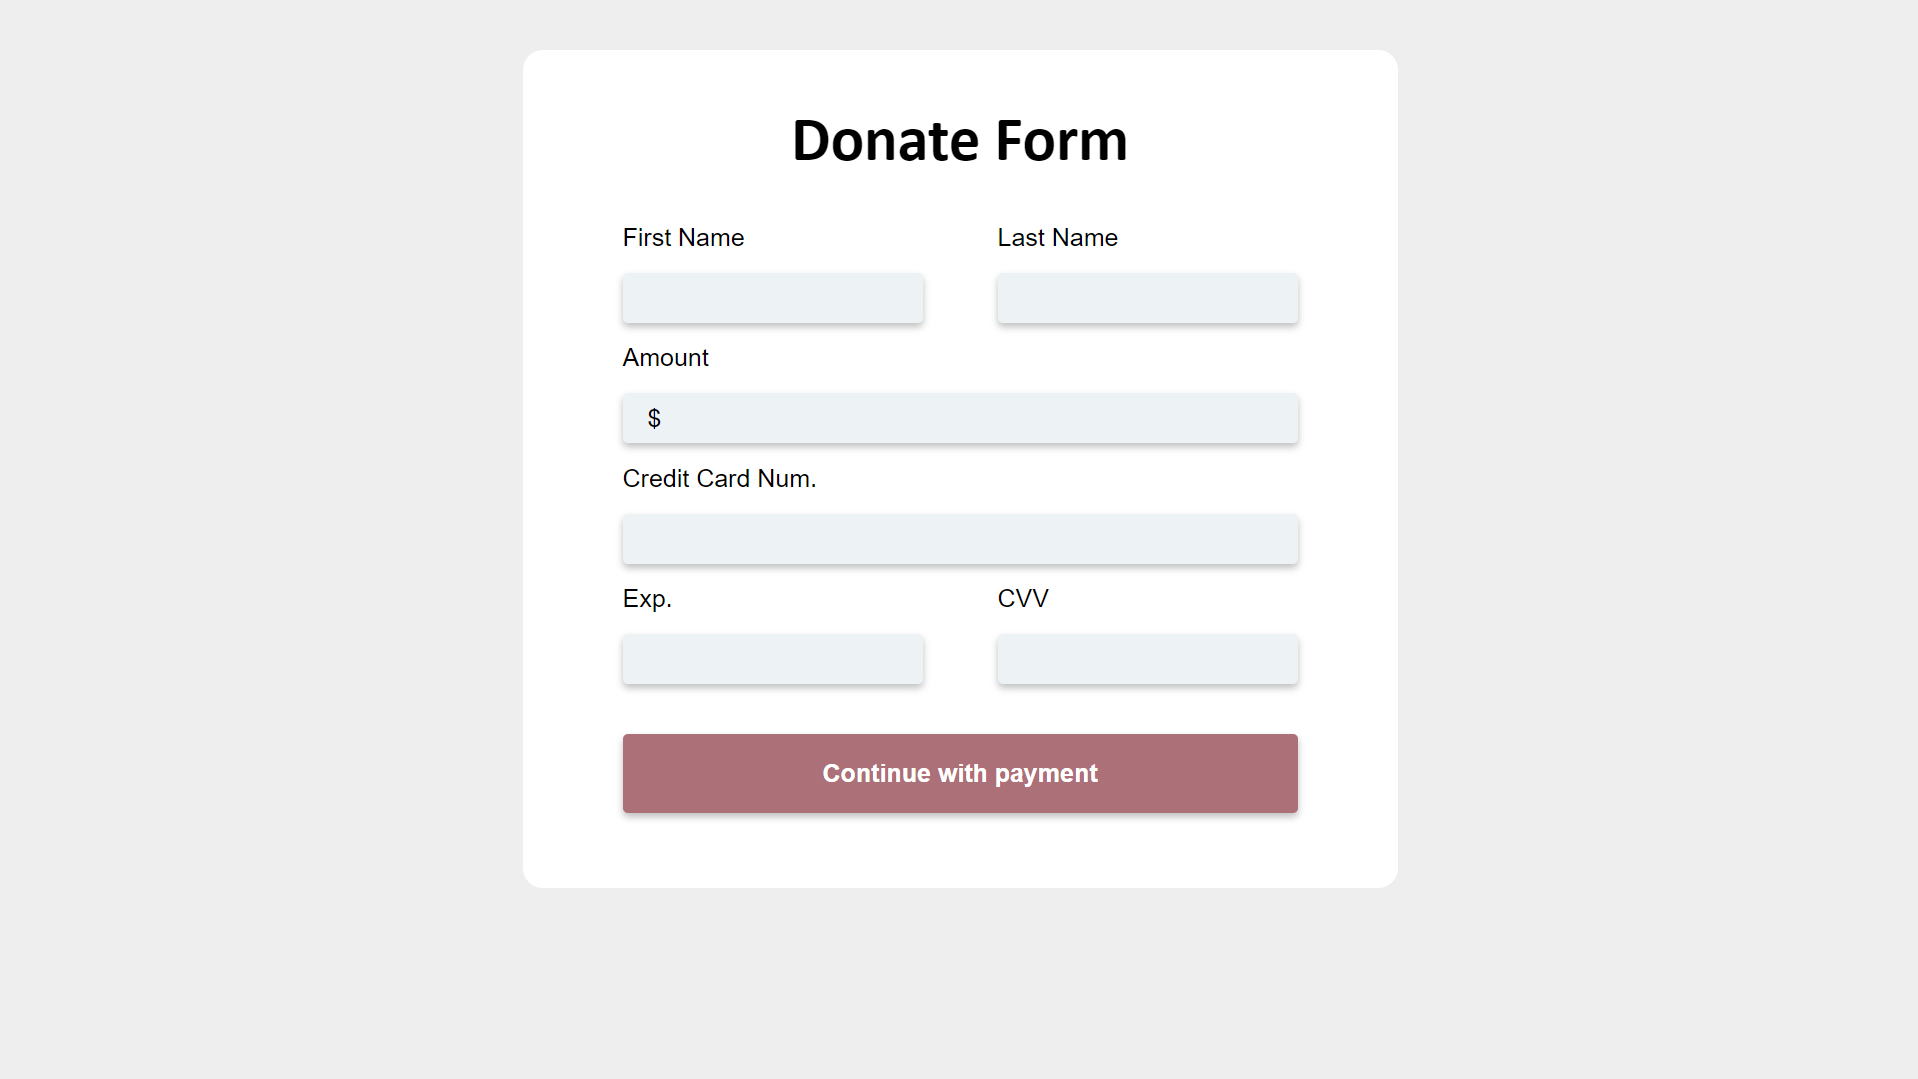 Donate Form
First Name Last Name
Amount
$
Credit Card Num.
Exp. CVV
Continue with payment